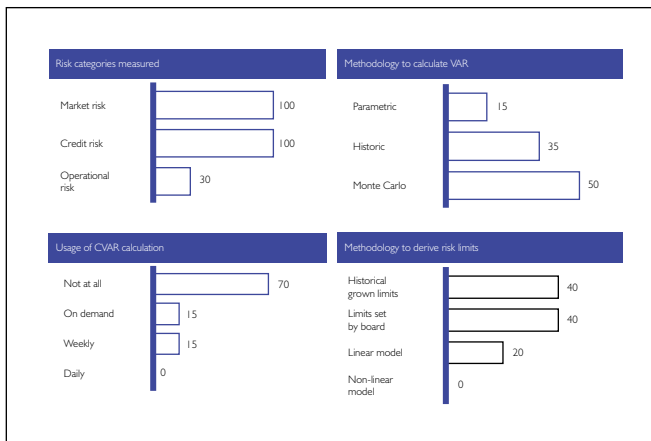 Risk categories measured
Market risk
100
Credit risk
100
Operational
risk
30
Methodology to calculate VAR
Parametric
15
Historic
35
Monte Carlo
50
Usage of CVAR calculation
Not at all
70
On demand
15
Weekly
15
Daily
0
Methodology to derive risk limits
Historical
grown limits
40
Limits set
by board
40
Linear model
20
Non-linear
model
0